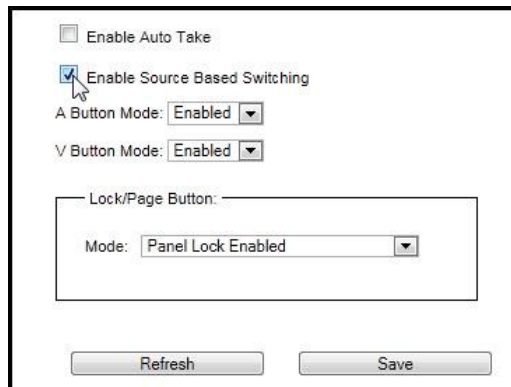 Enable Auto Take
Enable Source Based Switching
A Button Mode: Enabled
V Button Mode: Enabled
Lock/Page Button:
Mode: Panel Lock Enabled
Refresh Save